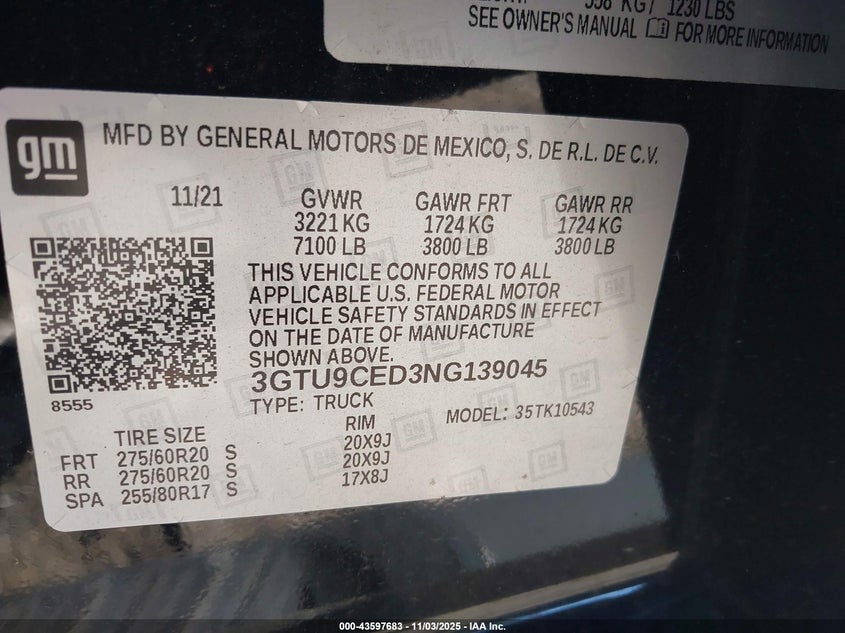 558 KG / 1230 LBS
SEE OWNER'S MANUAL FOR MORE INFORMATION
gm
MFD BY GENERAL MOTORS DE MEXICO, S. DE R.L. DE C.V.
11/21 GVWR GAWR FRT GAWR RR
3221 KG 1724 KG 1724 KG
7100 LB 3800 LB 3800 LB
THIS VEHICLE CONFORMS TO ALL
APPLICABLE U.S. FEDERAL MOTOR
VEHICLE SAFETY STANDARDS IN EFFECT
ON THE DATE OF MANUFACTURE
SHOWN ABOVE.
3GTU9CED3NG139045
8555
TYPE: TRUCK MODEL: 35TK10543
TIRE SIZE RIM
FRT 275/60R20 S 20X9J
RR 275/60R20 S 20X9J
SPA 255/80R17 S 17X8J
000-43597683 - 11/03/2025 - IAA Inc.